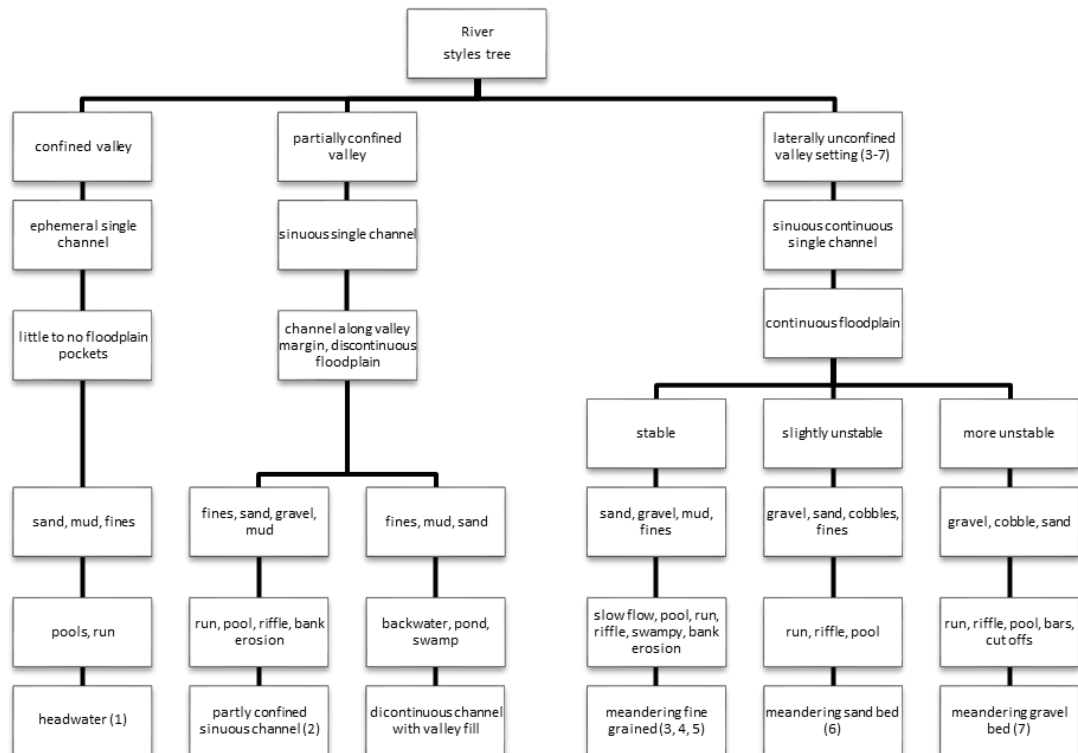 River
styles tree
confined valley
partially confined
valley
laterally unconfined
valley setting (3-7)
ephemeral single
channel
sinuous single channel
sinuous continuous
single channel
little to no floodplain
pockets
channel along valley
margin, discontinuous
floodplain
continuous floodplain
stable
slightly unstable
more unstable
sand, mud, fines
fines, sand, gravel,
mud
fines, mud, sand
sand, gravel, mud,
fines
gravel, sand, cobbles,
fines
gravel, cobble, sand
pools, run
run, pool, riffle, bank
erosion
backwater, pond,
swamp
slow flow, pool, run,
riffle, swampy, bank
erosion
run, riffle, pool
run, riffle, pool, bars,
cut offs
headwater (1)
partly confined
sinuous channel (2)
dicontinuous channel
with valley fill
meandering fine
grained (3, 4, 5)
meandering sand bed
(6)
meandering gravel
bed (7)